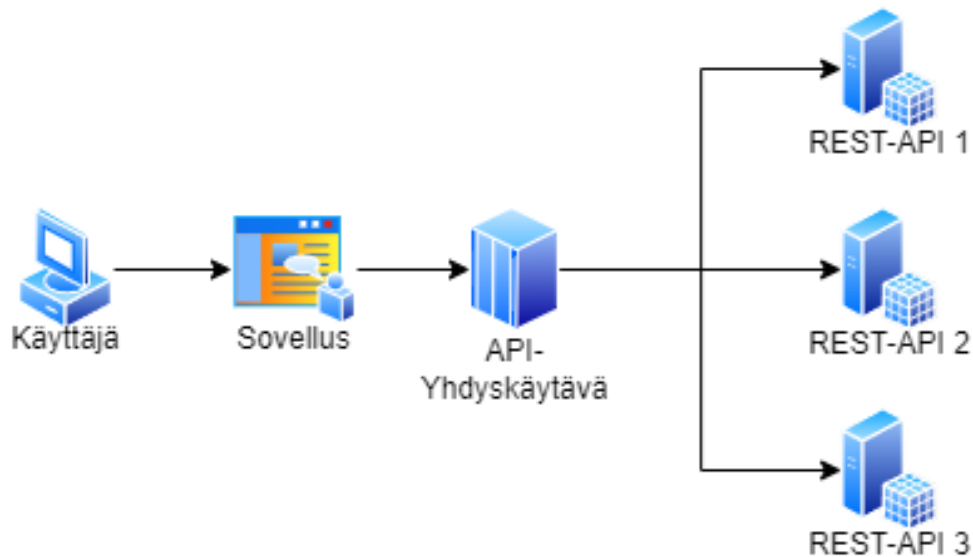 REST-API 1
Käyttäjä
Sovellus
API-
Yhdyskäytävä
REST-API 2
REST-API 3